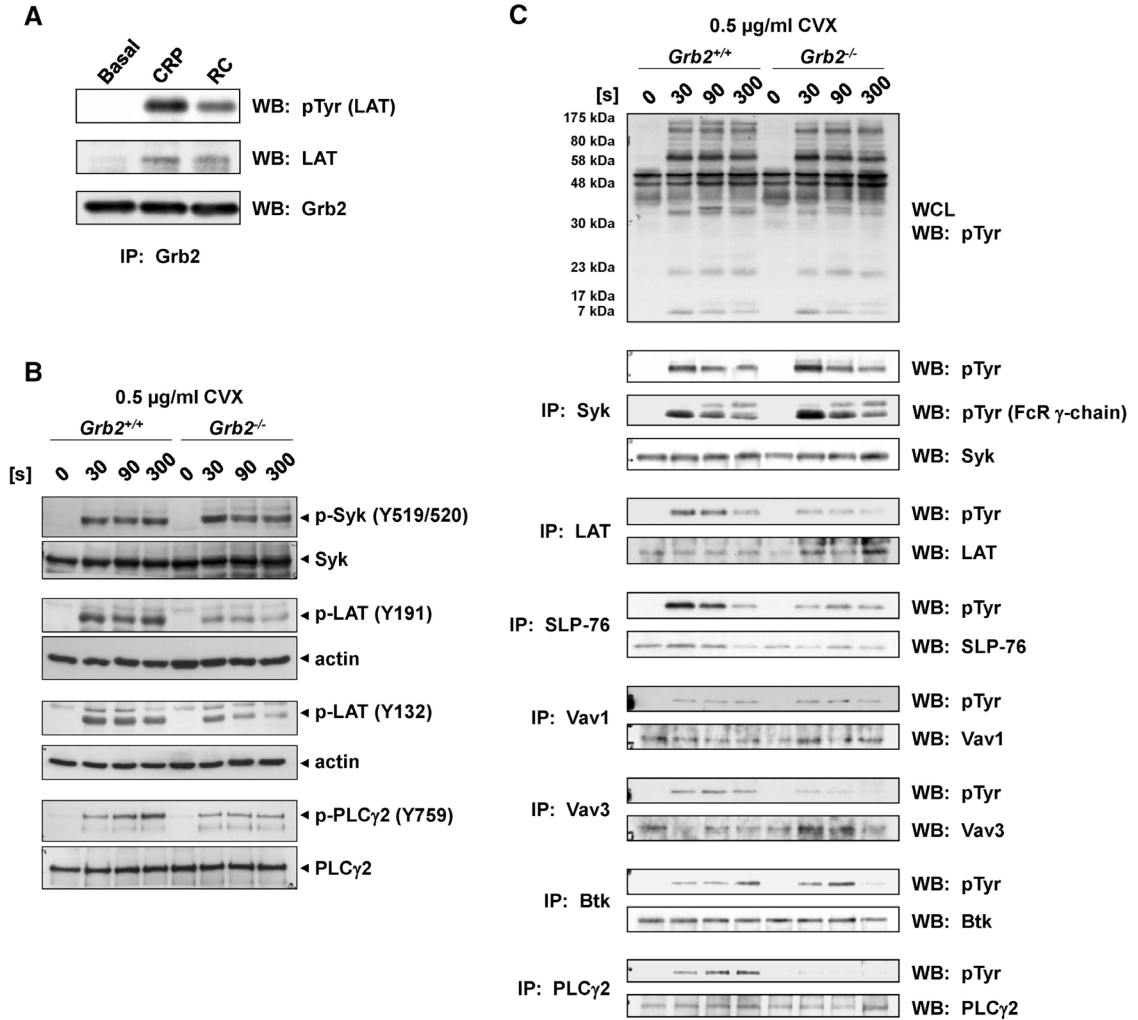 A
Basal CRP RC
WB: pTyr (LAT)
WB: LAT
WB: Grb2
IP: Grb2
B
0.5 µg/ml CVX
Grb2+/+ Grb2-/-
[s] 0 30 90 300 0 30 90 300
p-Syk (Y519/520)
Syk
p-LAT (Y191)
actin
p-LAT (Y132)
actin
p-PLCγ2 (Y759)
PLCγ2
C
0.5 µg/ml CVX
Grb2+/+ Grb2-/-
[s] 0 30 90 300 0 30 90 300
175 kDa
80 kDa
58 kDa
48 kDa
30 kDa
23 kDa
17 kDa
7 kDa
WCL
WB: pTyr
IP: Syk
WB: pTyr
WB: pTyr (FcR γ-chain)
WB: Syk
IP: LAT
WB: pTyr
WB: LAT
IP: SLP-76
WB: pTyr
WB: SLP-76
IP: Vav1
WB: pTyr
WB: Vav1
IP: Vav3
WB: pTyr
WB: Vav3
IP: Btk
WB: pTyr
WB: Btk
IP: PLCγ2
WB: pTyr
WB: PLCγ2